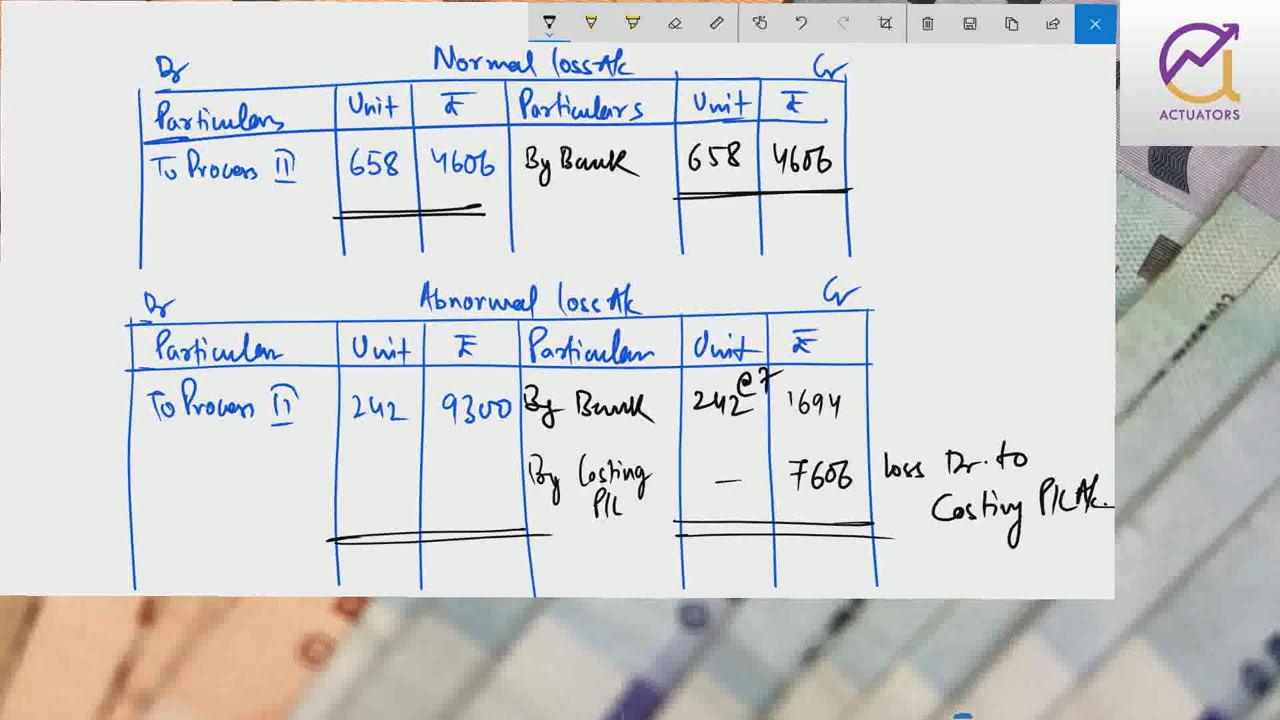 ACTUATORS
Dr Normal loss A/c Cr
Particulars Unit ₹ Particulars Unit ₹
To Process II 658 4606 By Bank 658 4606
Dr Abnormal loss A/c Cr
Particulars Unit ₹ Particulars Unit ₹
To Process II 242 9300 By Bank 242 @7 1694
By Costing — 7606 loss Dr. to
P/L Costing P/L A/c.